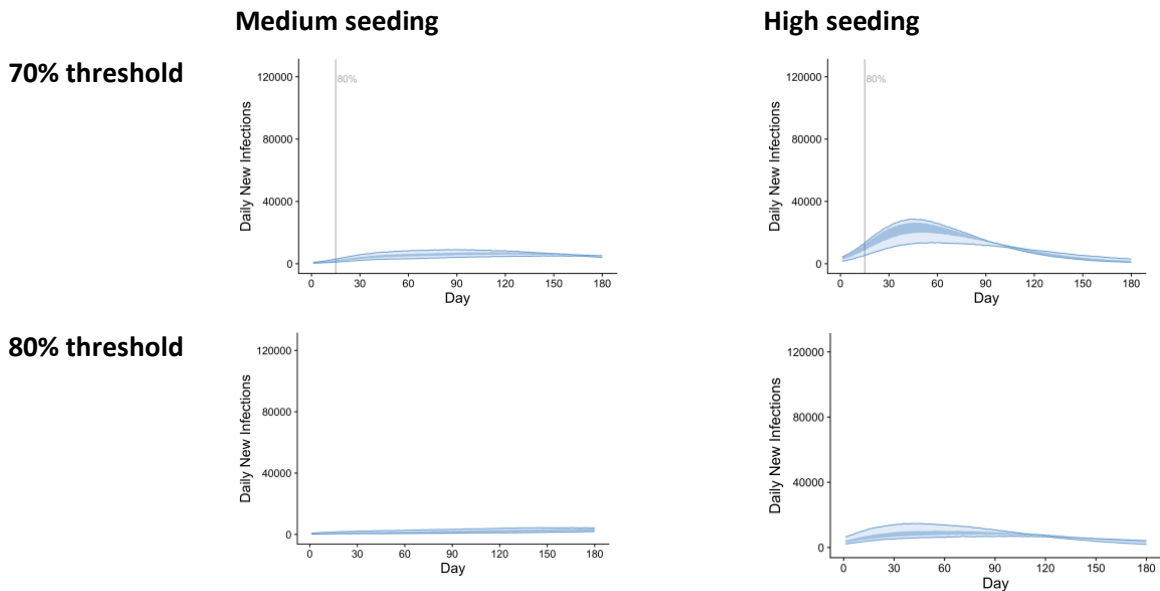 Medium seeding
High seeding
70% threshold
Daily New Infections
120000
80000
40000
0
80%
0 30 60 90 120 150 180
Day
Daily New Infections
120000
80000
40000
0
80%
0 30 60 90 120 150 180
Day
80% threshold
Daily New Infections
120000
80000
40000
0
0 30 60 90 120 150 180
Day
Daily New Infections
120000
80000
40000
0
0 30 60 90 120 150 180
Day